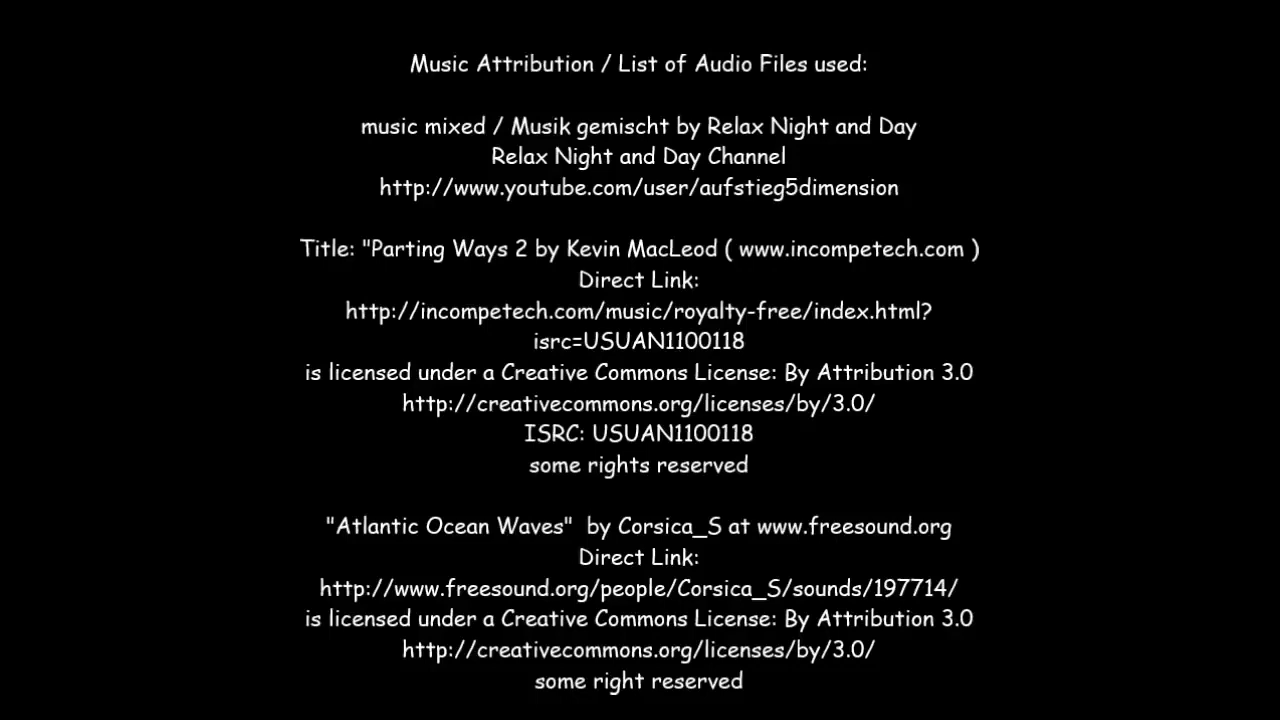 Music Attribution / List of Audio Files used:
music mixed / Musik gemischt by Relax Night and Day
Relax Night and Day Channel
http://www.youtube.com/user/aufstieg5dimension
Title: "Parting Ways 2 by Kevin MacLeod ( www.incompetech.com )
Direct Link:
http://incompetech.com/music/royalty-free/index.html?
isrc=USUAN1100118
is licensed under a Creative Commons License: By Attribution 3.0
http://creativecommons.org/licenses/by/3.0/
ISRC: USUAN1100118
some rights reserved
"Atlantic Ocean Waves"  by Corsica_S at www.freesound.org
Direct Link:
http://www.freesound.org/people/Corsica_S/sounds/197714/
is licensed under a Creative Commons License: By Attribution 3.0
http://creativecommons.org/licenses/by/3.0/
some right reserved